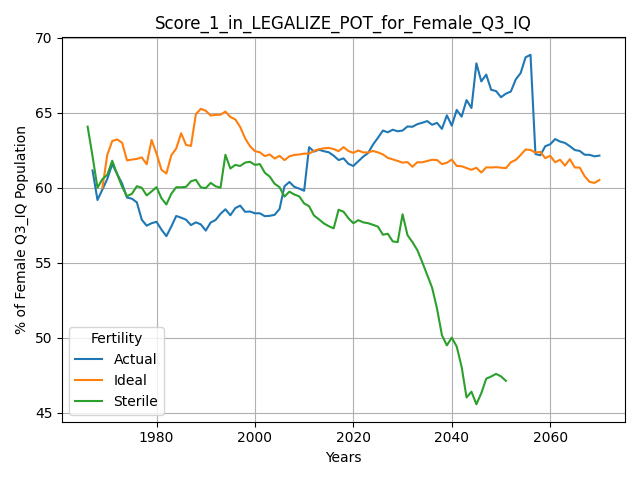 Score_1_in_LEGALIZE_POT_for_Female_Q3_IQ
% of Female Q3_IQ Population
70
65
60
55
50
45
Fertility
Actual
Ideal
Sterile
1980 2000 2020 2040 2060
Years